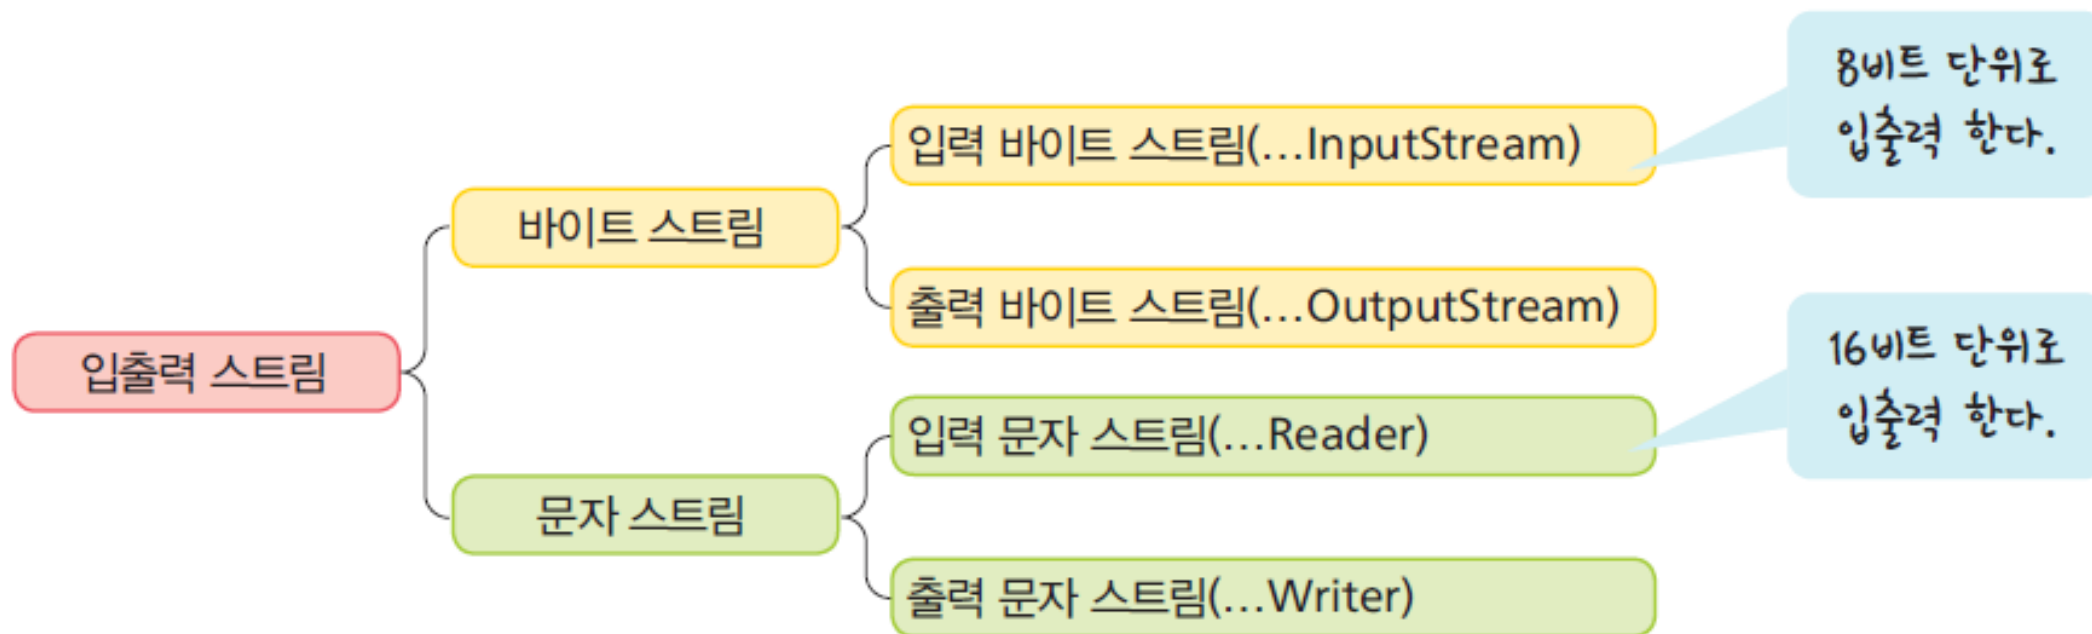 8비트 단위로
입출력 한다.
입력 바이트 스트림(...InputStream)
바이트 스트림
출력 바이트 스트림(...OutputStream)
입출력 스트림
16비트 단위로
입출력 한다.
입력 문자 스트림(...Reader)
문자 스트림
출력 문자 스트림(...Writer)